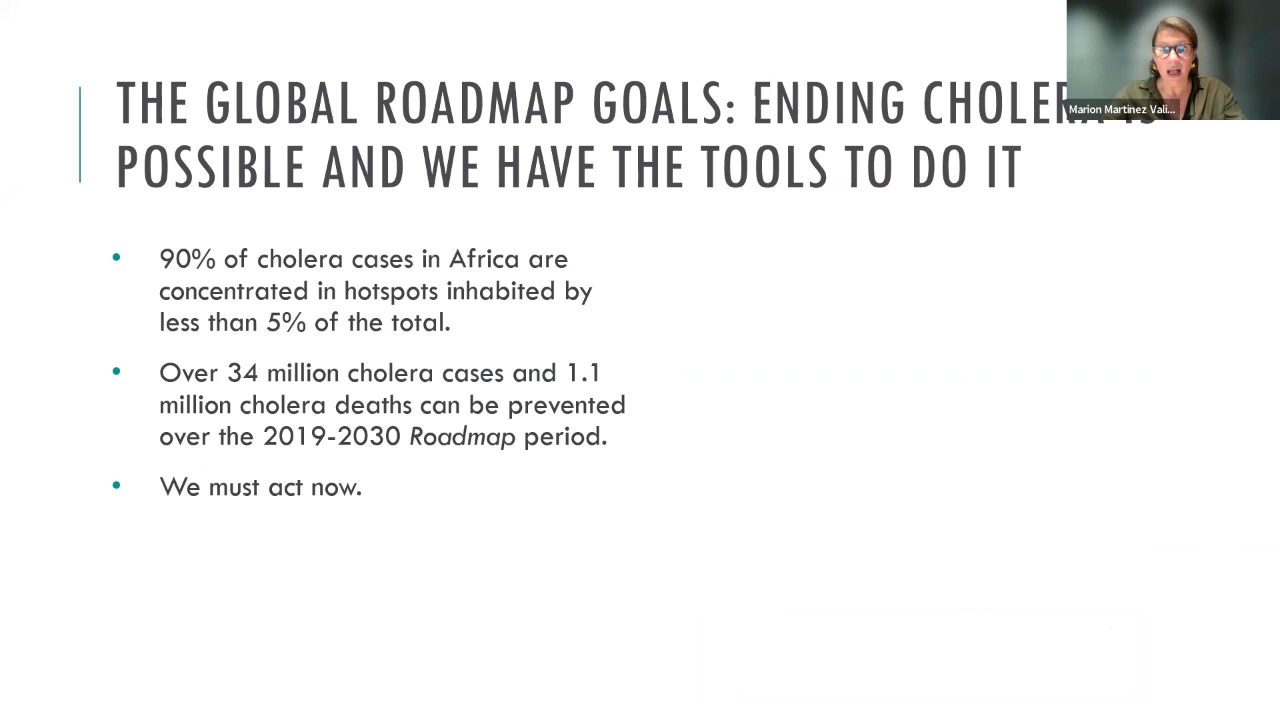 THE GLOBAL ROADMAP GOALS: ENDING CHOLERA IS
POSSIBLE AND WE HAVE THE TOOLS TO DO IT
Marion Martinez Vali...
• 90% of cholera cases in Africa are
concentrated in hotspots inhabited by
less than 5% of the total.
• Over 34 million cholera cases and 1.1
million cholera deaths can be prevented
over the 2019-2030 Roadmap period.
• We must act now.